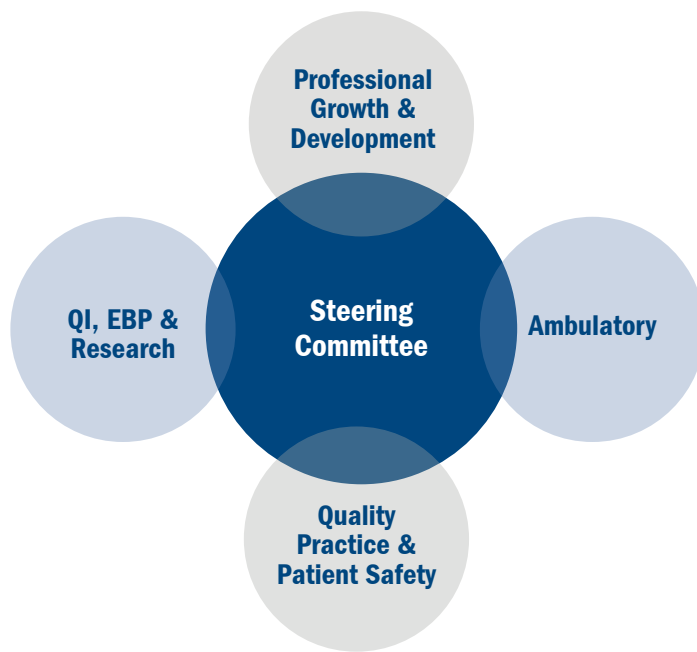 Professional
Growth &
Development
QI, EBP &
Research
Steering
Committee
Ambulatory
Quality
Practice &
Patient Safety